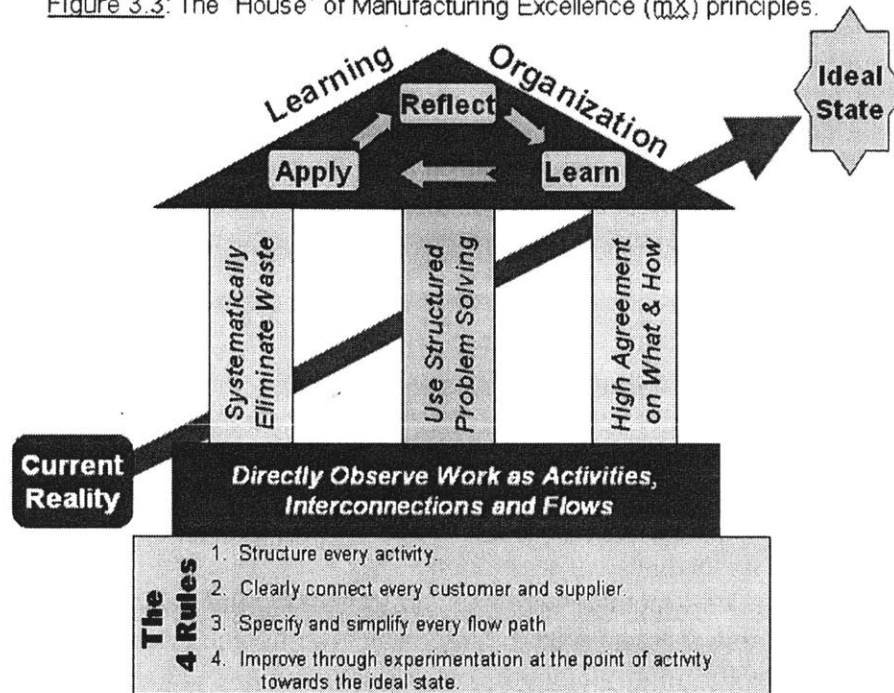 Figure 3.3: The "House" of Manufacturing Excellence (mX) principles.
Ideal
State
Learning Organization
Reflect
Apply
Learn
Systematically
Eliminate Waste
Use Structured
Problem Solving
High Agreement
on What & How
Current
Reality
Directly Observe Work as Activities,
Interconnections and Flows
The
4 Rules
1. Structure every activity.
2. Clearly connect every customer and supplier.
3. Specify and simplify every flow path
4. Improve through experimentation at the point of activity
towards the ideal state.